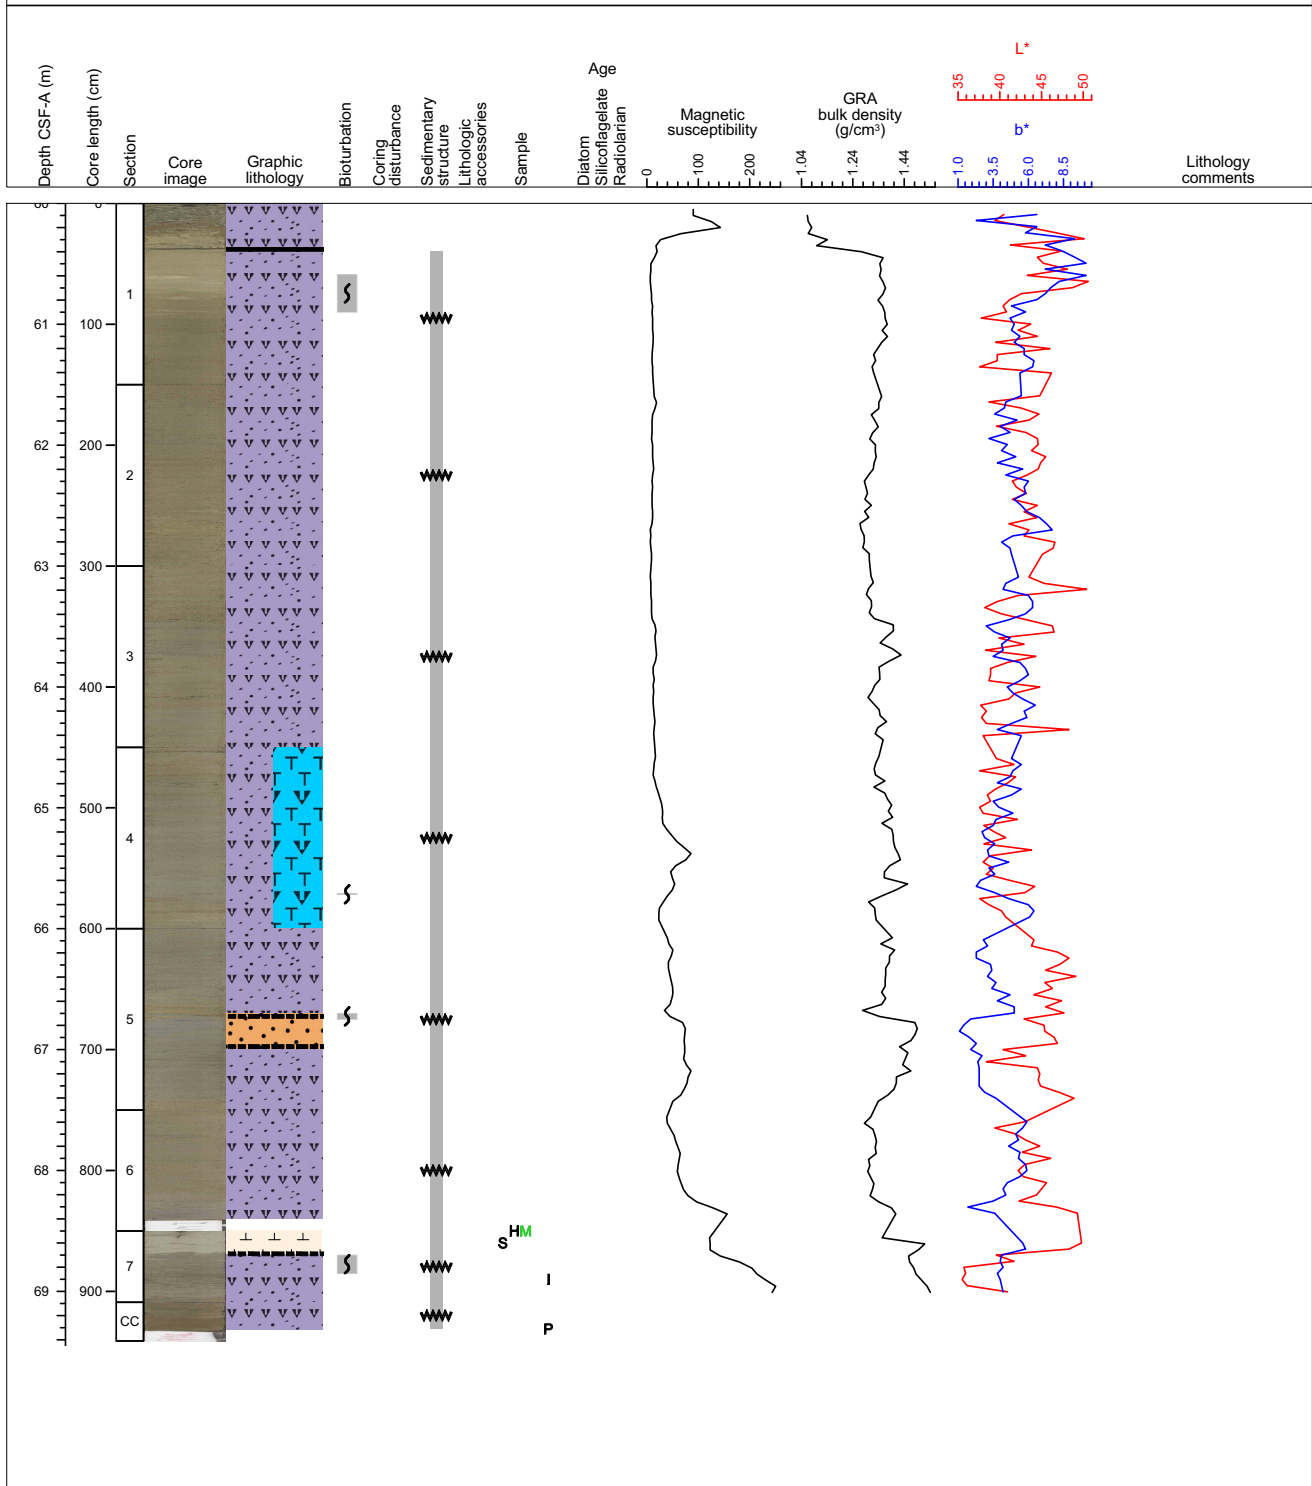 Depth CSF-A (m)
Core length (cm)
Section
Core
image
Graphic
lithology
Bioturbation
Coring
disturbance
Sedimentary
structure
Lithologic
accessories
Sample
Age
Diatom
Silicoflagelate
Radiolarian
Magnetic
susceptibility
0 100 200
GRA
bulk density
(g/cm³)
1.04 1.24 1.44
L*
35 40 45 50
b*
1.0 3.5 6.0 8.5
Lithology
comments
60 0
1
61 100
62 200
2
63 300
3
64 400
65 500
4
66 600
5
67 700
68 800
6
HM
S
7
I
69 900
CC
P